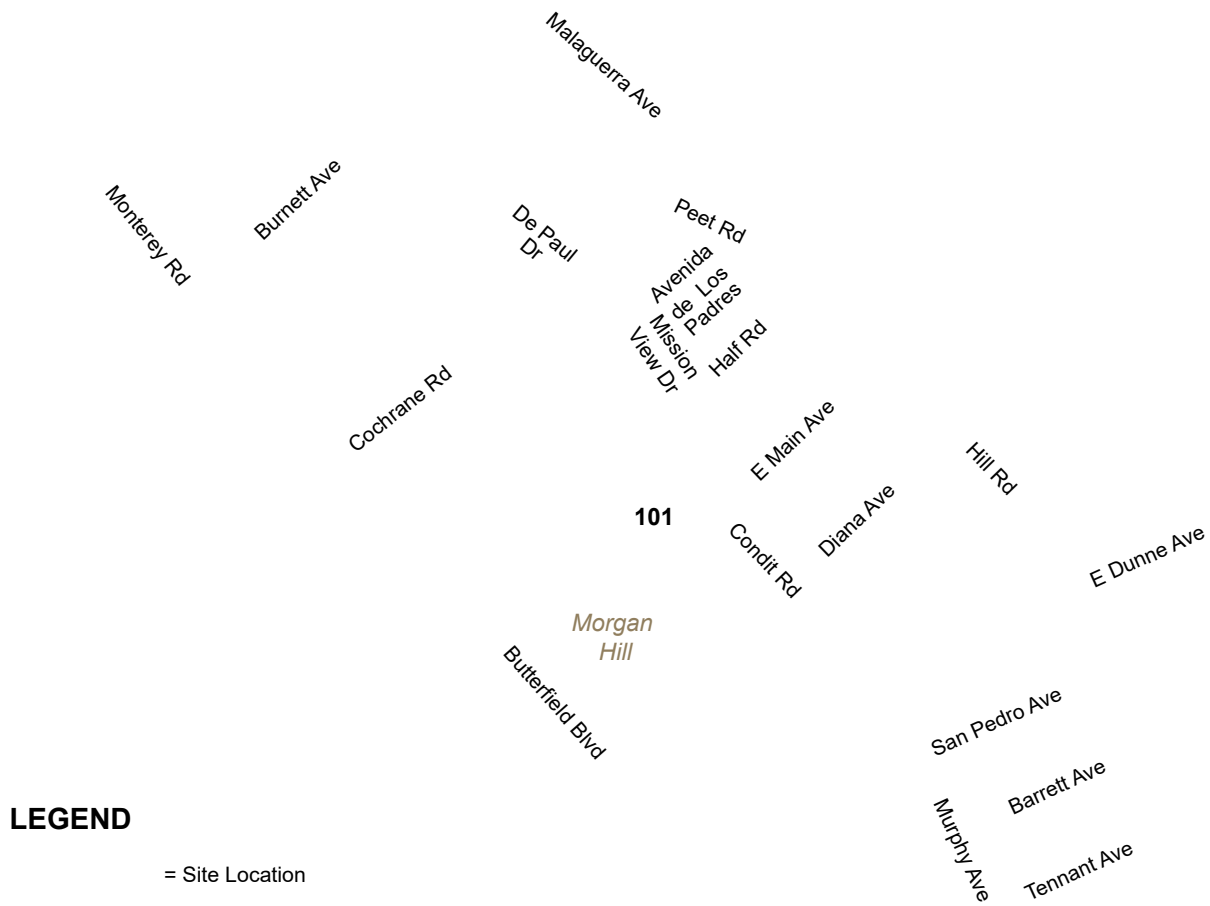 Malaguerra Ave
Monterey Rd
Burnett Ave
De Paul
Dr
Peet Rd
Avenida
de Los
Padres
Mission
View Dr
Half Rd
Cochrane Rd
E Main Ave
Hill Rd
101
Condit Rd
Diana Ave
E Dunne Ave
Morgan
Hill
Butterfield Blvd
San Pedro Ave
Barrett Ave
Murphy Ave
Tennant Ave
LEGEND
= Site Location